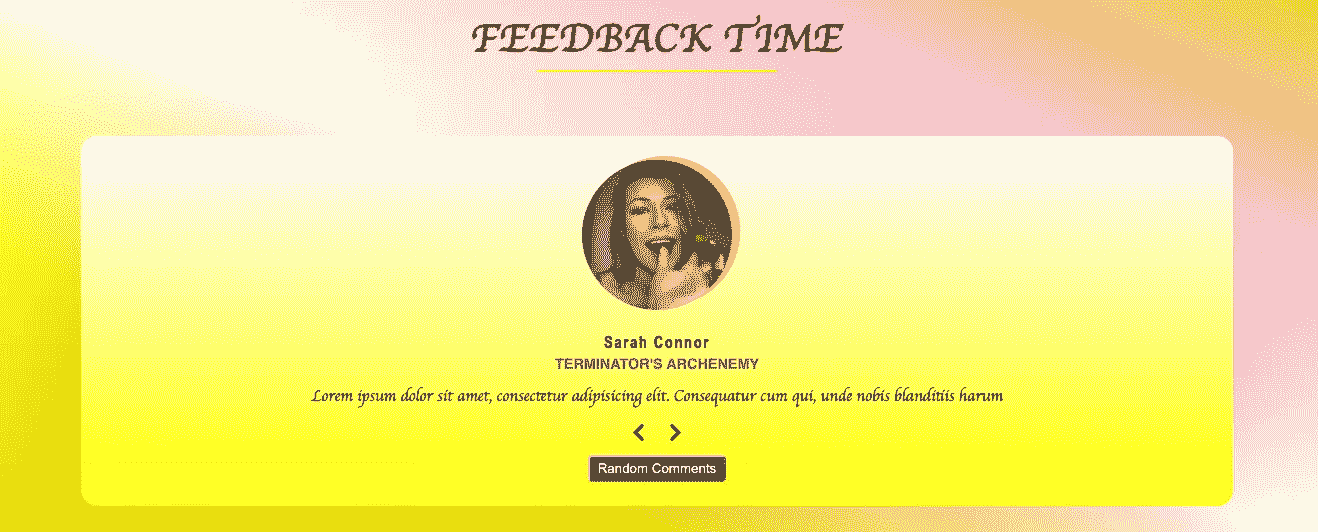 FEEDBACK TIME
Sarah Connor
TERMINATOR'S ARCHENEMY
Lorem ipsum dolor sit amet, consectetur adipisicing elit. Consequatur cum qui, unde nobis blanditiis harum
Random Comments